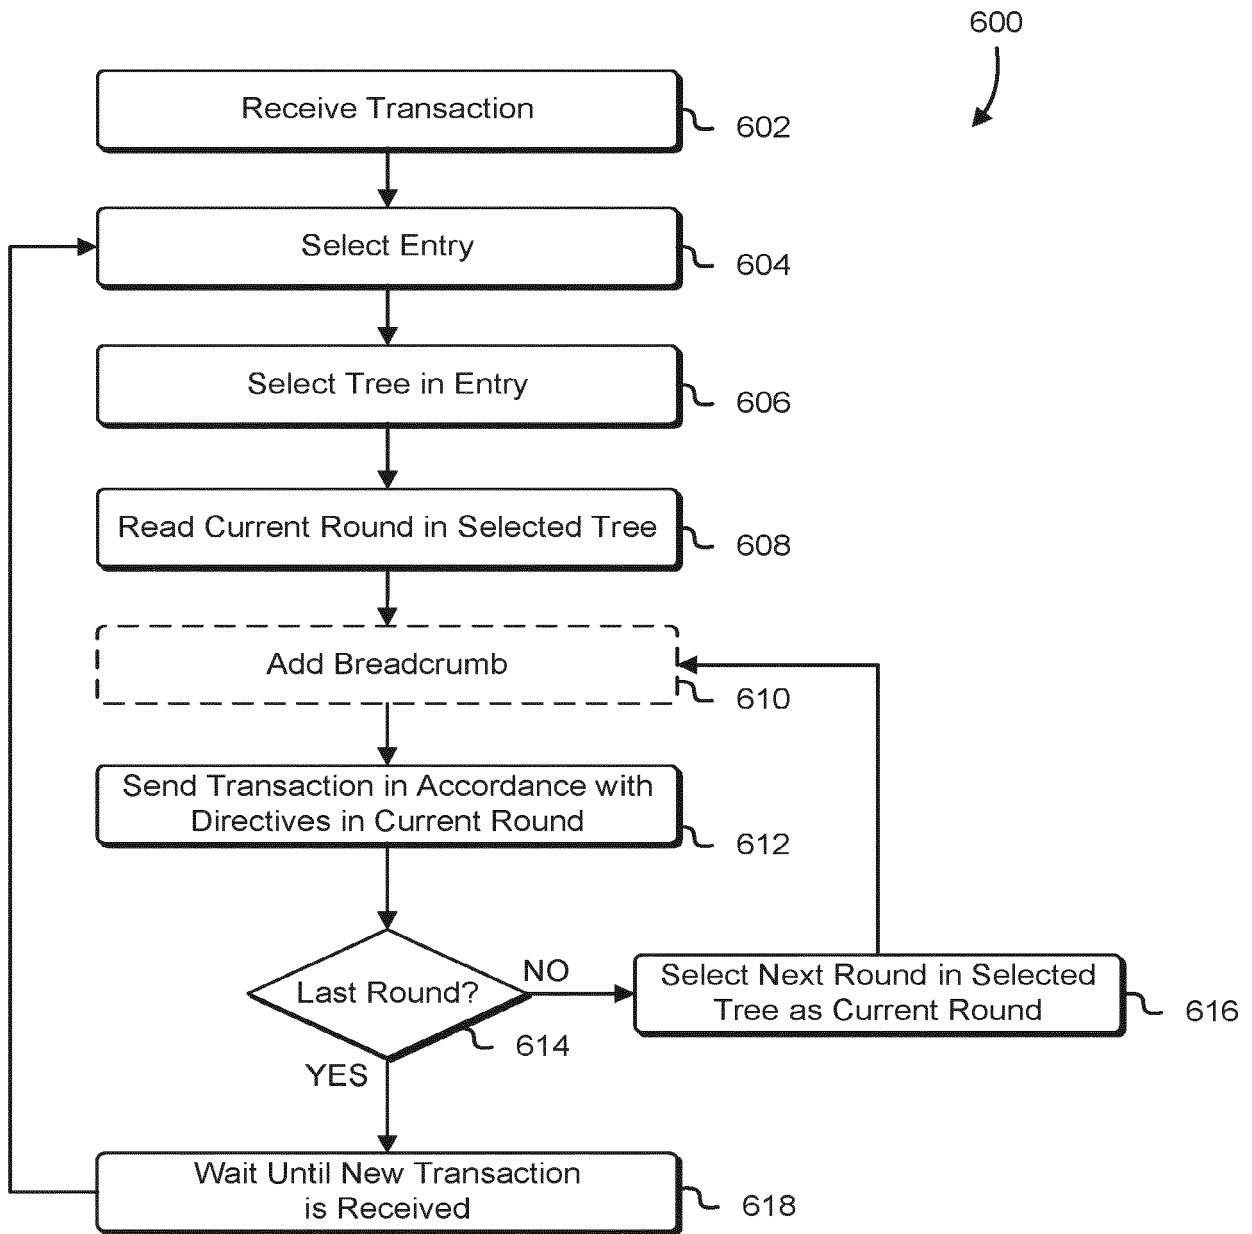 600
Receive Transaction
602
Select Entry
604
Select Tree in Entry
606
Read Current Round in Selected Tree
608
Add Breadcrumb
610
Send Transaction in Accordance with
Directives in Current Round
612
Last Round?
614
NO
Select Next Round in Selected
Tree as Current Round
616
YES
Wait Until New Transaction
is Received
618